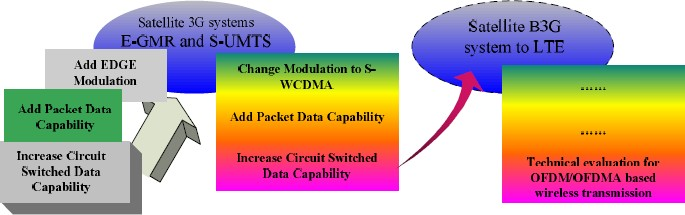 Satellite 3G systems
E-GMR and S-UMTS
Add EDGE
Modulation
Add Packet Data
Capability
Increase Circuit
Switched Data
Capability
Change Modulation to S–
WCDMA
Add Packet Data Capability
Increase Circuit Switched
Data Capability
Satellite B3G
system to LTE
……
……
Technical evaluation for
OFDM/OFDMA based
wireless transmission